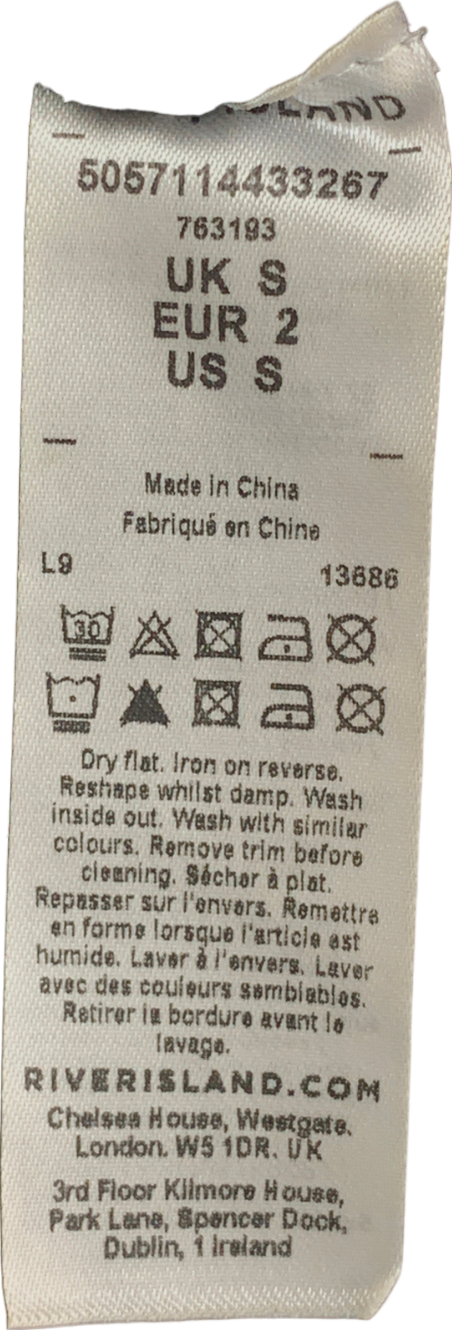 ISLAND
5057114433267
763193
UK S
EUR 2
US S
Made in China
Fabriqué en Chine
L9 13686
30
Dry flat. Iron on reverse.
Reshape whilst damp. Wash
inside out. Wash with similar
colours. Remove trim before
cleaning. Sécher à plat.
Repasser sur l'envers. Remettre
en forme lorsque l'article est
humide. Laver à l'envers. Laver
avec des couleurs semblables.
Retirer la bordure avant le
lavage.
RIVERISLAND.COM
Chelsea House, Westgate.
London. W5 1DR. UK
3rd Floor Kilmore House,
Park Lane, Spencer Dock,
Dublin, 1 Ireland